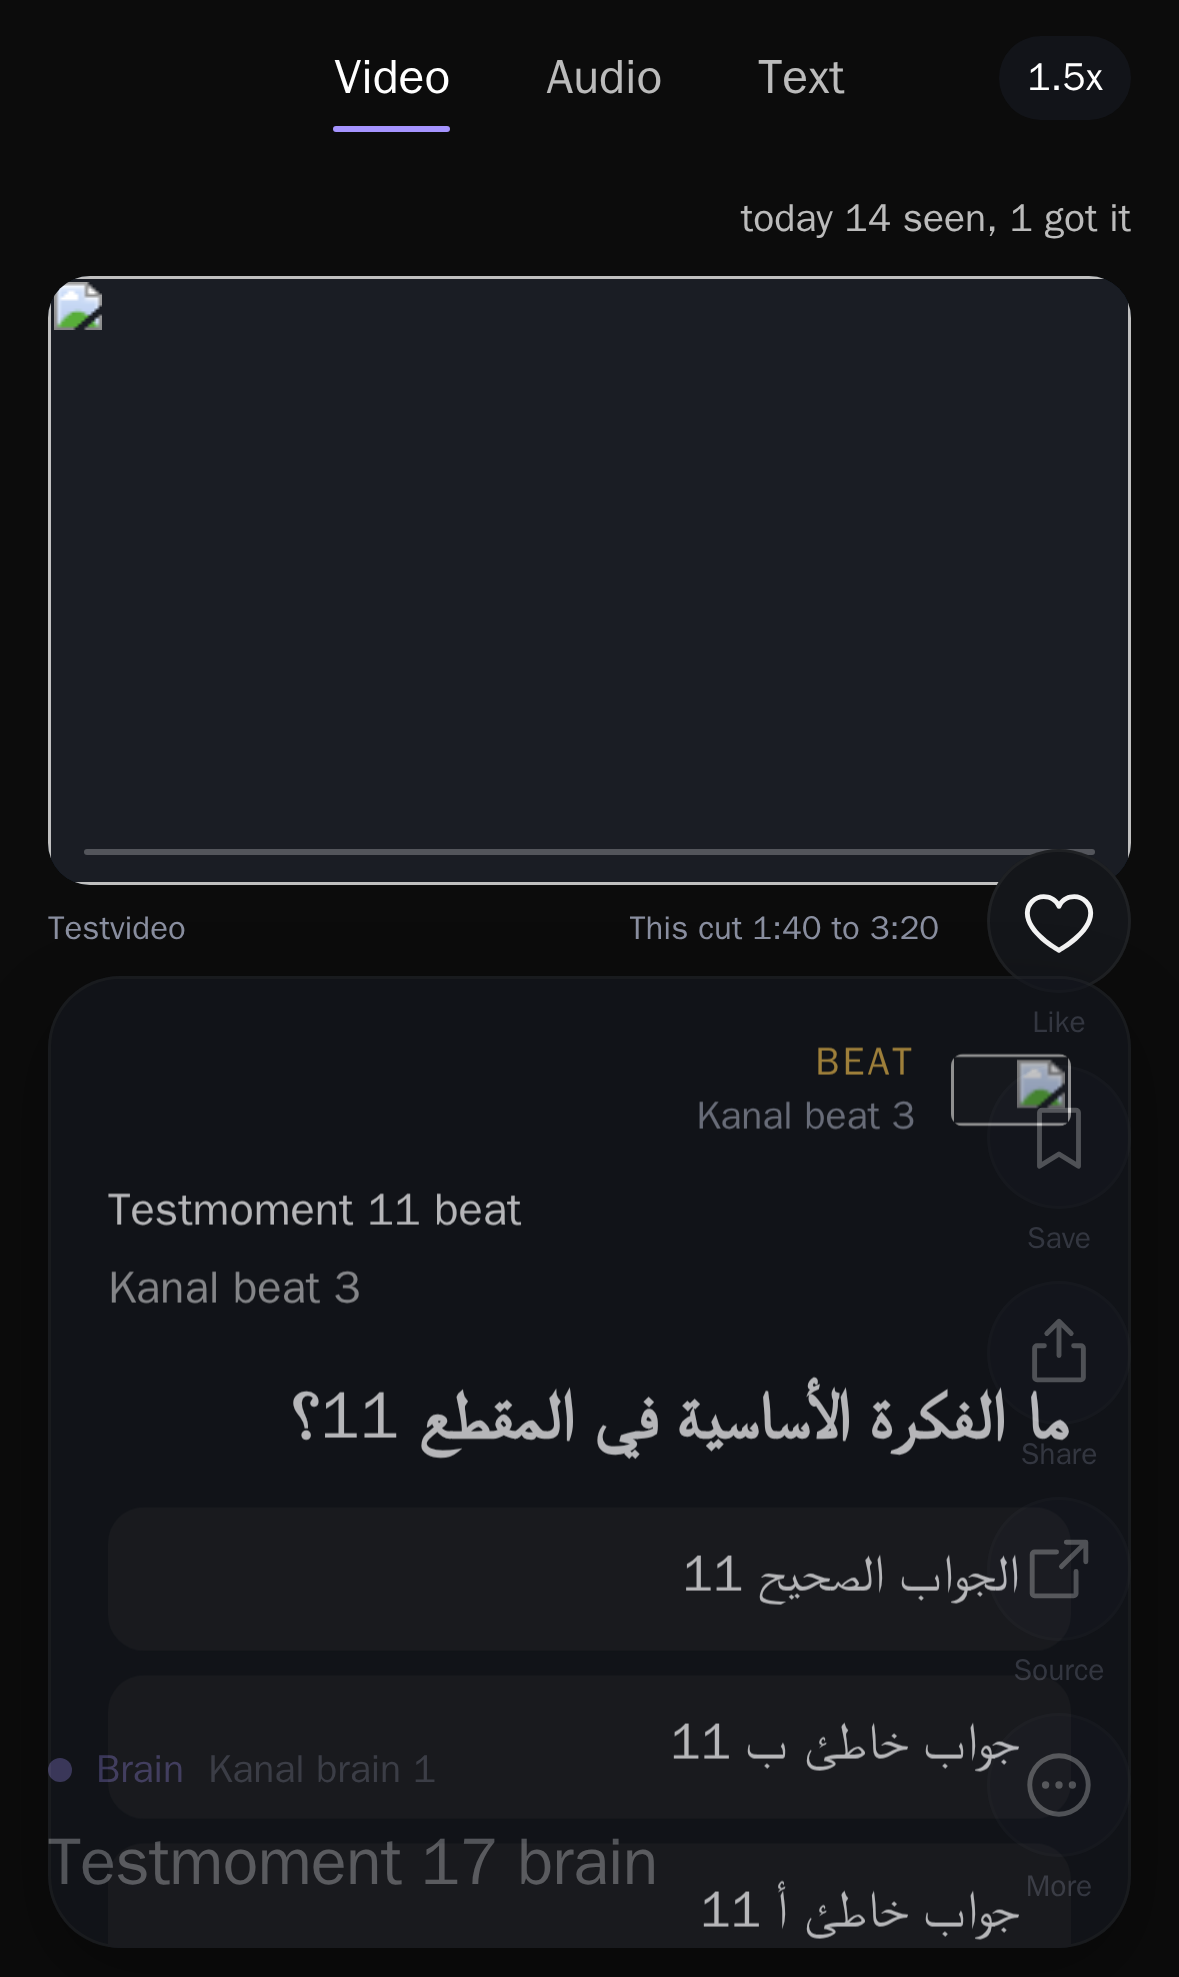 Video Audio Text 1.5x
today 14 seen, 1 got it
Testvideo This cut 1:40 to 3:20
Like
BEAT
Kanal beat 3
Save
Testmoment 11 beat
Kanal beat 3
ما الفكرة الأساسية في المقطع 11؟
Share
الجواب الصحيح 11
Source
جواب خاطئ ب 11
Brain Kanal brain 1
Testmoment 17 brain
More
جواب خاطئ أ 11